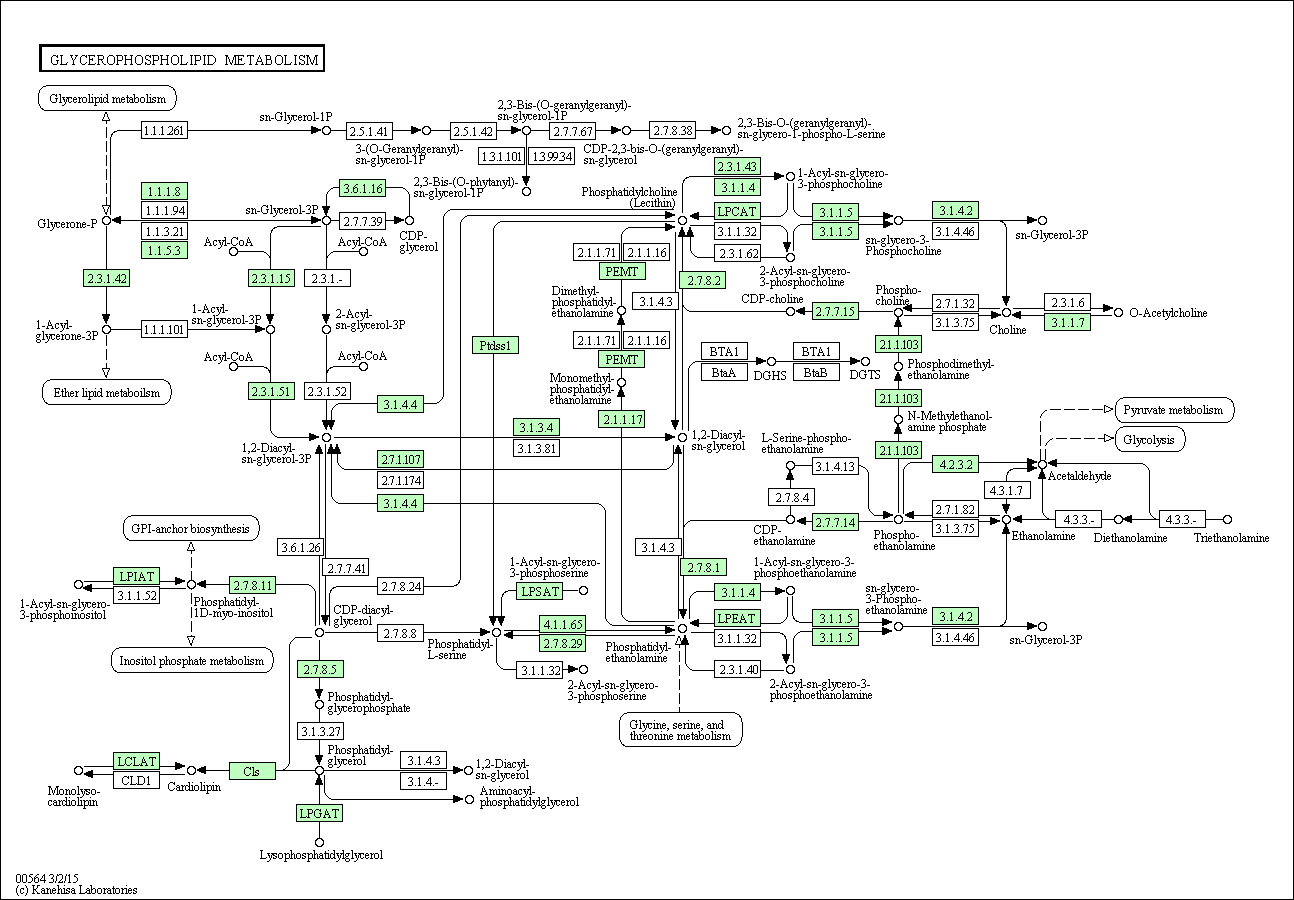 GLYCEROPHOSPHOLIPID METABOLISM
Glycerolipid metabolism
1.1.1.261
sn-Glycerol-1P
2.5.1.41
3-(O-Geranylgeranyl)-
sn-glycerol-1P
2.5.1.42
2,3-Bis-(O-geranylgeranyl)-
sn-glycerol-1P
2.7.7.67
CDP-2,3-bis-O-(geranylgeranyl)-
sn-glycerol
2.7.8.38
2,3-Bis-O-(geranylgeranyl)-
sn-glycero-1-phospho-L-serine
1.3.1.101
1.3.99.34
2,3-Bis-(O-phytanyl)-
sn-glycerol-1P
1.1.1.8
1.1.1.94
1.1.3.21
1.1.5.3
Glycerone-P
sn-Glycerol-3P
3.6.1.16
2.7.7.39
CDP-
glycerol
Phosphatidylcholine
(Lecithin)
2.3.1.43
3.1.1.4
LPCAT
3.1.1.32
2.3.1.62
1-Acyl-sn-glycero-
3-phosphocholine
2-Acyl-sn-glycero-
3-phosphocholine
3.1.1.5
3.1.1.5
sn-glycero-3-
Phosphocholine
3.1.4.2
3.1.4.46
sn-Glycerol-3P
Acyl-CoA
Acyl-CoA
2.3.1.42
2.3.1.15
2.3.1.-
2.1.1.71
2.1.1.16
PEMT
2.7.8.2
3.1.4.3
Dimethyl-
phosphatidyl-
ethanolamine
CDP-choline
2.7.7.15
Phospho-
choline
2.7.1.32
3.1.3.75
Choline
2.3.1.6
3.1.1.7
O-Acetylcholine
1-Acyl-
glycerone-3P
1.1.1.101
1-Acyl-
sn-glycerol-3P
2-Acyl-
sn-glycerol-3P
Ptdss1
2.1.1.71
2.1.1.16
PEMT
BTA1
BtaA
DGHS
BTA1
BtaB
DGTS
2.1.1.103
Phosphodimethyl-
ethanolamine
Acyl-CoA
Acyl-CoA
Ether lipid metaboilsm
2.3.1.51
2.3.1.52
Monomethyl-
phosphatidyl-
ethanolamine
2.1.1.17
3.1.4.4
2.1.1.103
N-Methylethanol-
amine phosphate
Pyruvate metabolism
Glycolysis
3.1.3.4
3.1.3.81
1,2-Diacyl-
sn-glycerol-3P
1,2-Diacyl-
sn-glycerol
2.7.1.107
2.7.1.174
3.1.4.4
L-Serine-phospho-
ethanolamine
3.1.4.13
2.1.1.103
4.2.3.2
Acetaldehyde
2.7.8.4
4.3.1.7
CDP-
ethanolamine
2.7.7.14
Phospho-
ethanolamine
2.7.1.82
3.1.3.75
Ethanolamine
4.3.3.-
Diethanolamine
4.3.3.-
Triethanolamine
GPI-anchor biosynthesis
3.6.1.26
2.7.7.41
3.1.4.3
2.7.8.1
LPIAT
3.1.1.52
1-Acyl-sn-glycero-
3-phosphoinositol
2.7.8.11
Phosphatidyl-
1D-myo-inositol
2.7.8.24
CDP-diacyl-
glycerol
1-Acyl-sn-glycero-
3-phosphoserine
LPSAT
1-Acyl-sn-glycero-3-
phosphoethanolamine
3.1.1.4
LPEAT
3.1.1.32
2.3.1.40
2-Acyl-sn-glycero-3-
phosphoethanolamine
3.1.1.5
3.1.1.5
sn-glycero-
3-Phospho-
ethanolamine
3.1.4.2
3.1.4.46
sn-Glycerol-3P
2.7.8.8
Phosphatidyl-
L-serine
4.1.1.65
2.7.8.29
Phosphatidyl-
ethanolamine
3.1.1.32
2-Acyl-sn-glycero-
3-phosphoserine
Inositol phosphate metabolism
2.7.8.5
Phosphatidyl-
glycerophosphate
3.1.3.27
Glycine, serine, and
threonine metabolism
Phosphatidyl-
glycerol
LCLAT
CLD1
Monolyso-
cardiolipin
Cardiolipin
Cls
3.1.4.3
3.1.4.-
1,2-Diacyl-
sn-glycerol
Aminoacyl-
phosphatidylglycerol
LPGAT
Lysophosphatidylglycerol
00564 3/2/15
(c) Kanehisa Laboratories